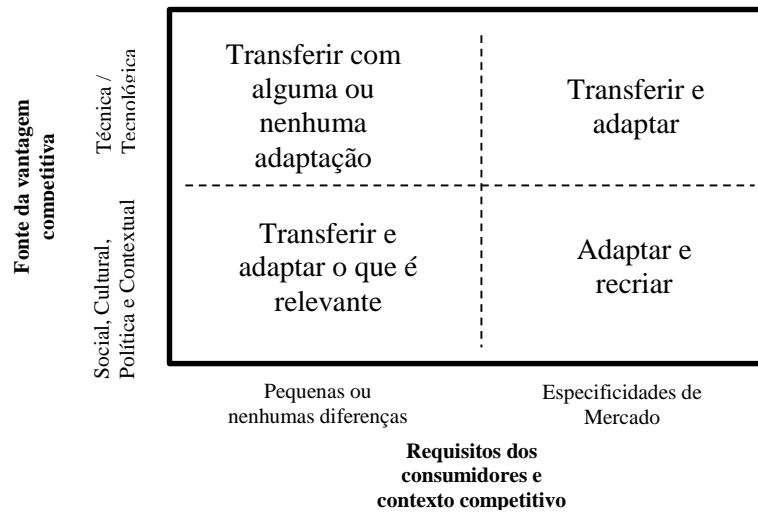 Fonte da vantagem
competitiva
Técnica /
Tecnológica
Social, Cultural,
Política e Contextual
Transferir com
alguma ou
nenhuma
adaptação
Transferir e
adaptar
Transferir e
adaptar o que é
relevante
Adaptar e
recriar
Pequenas ou
nenhumas diferenças
Especificidades de
Mercado
Requisitos dos
consumidores e
contexto competitivo